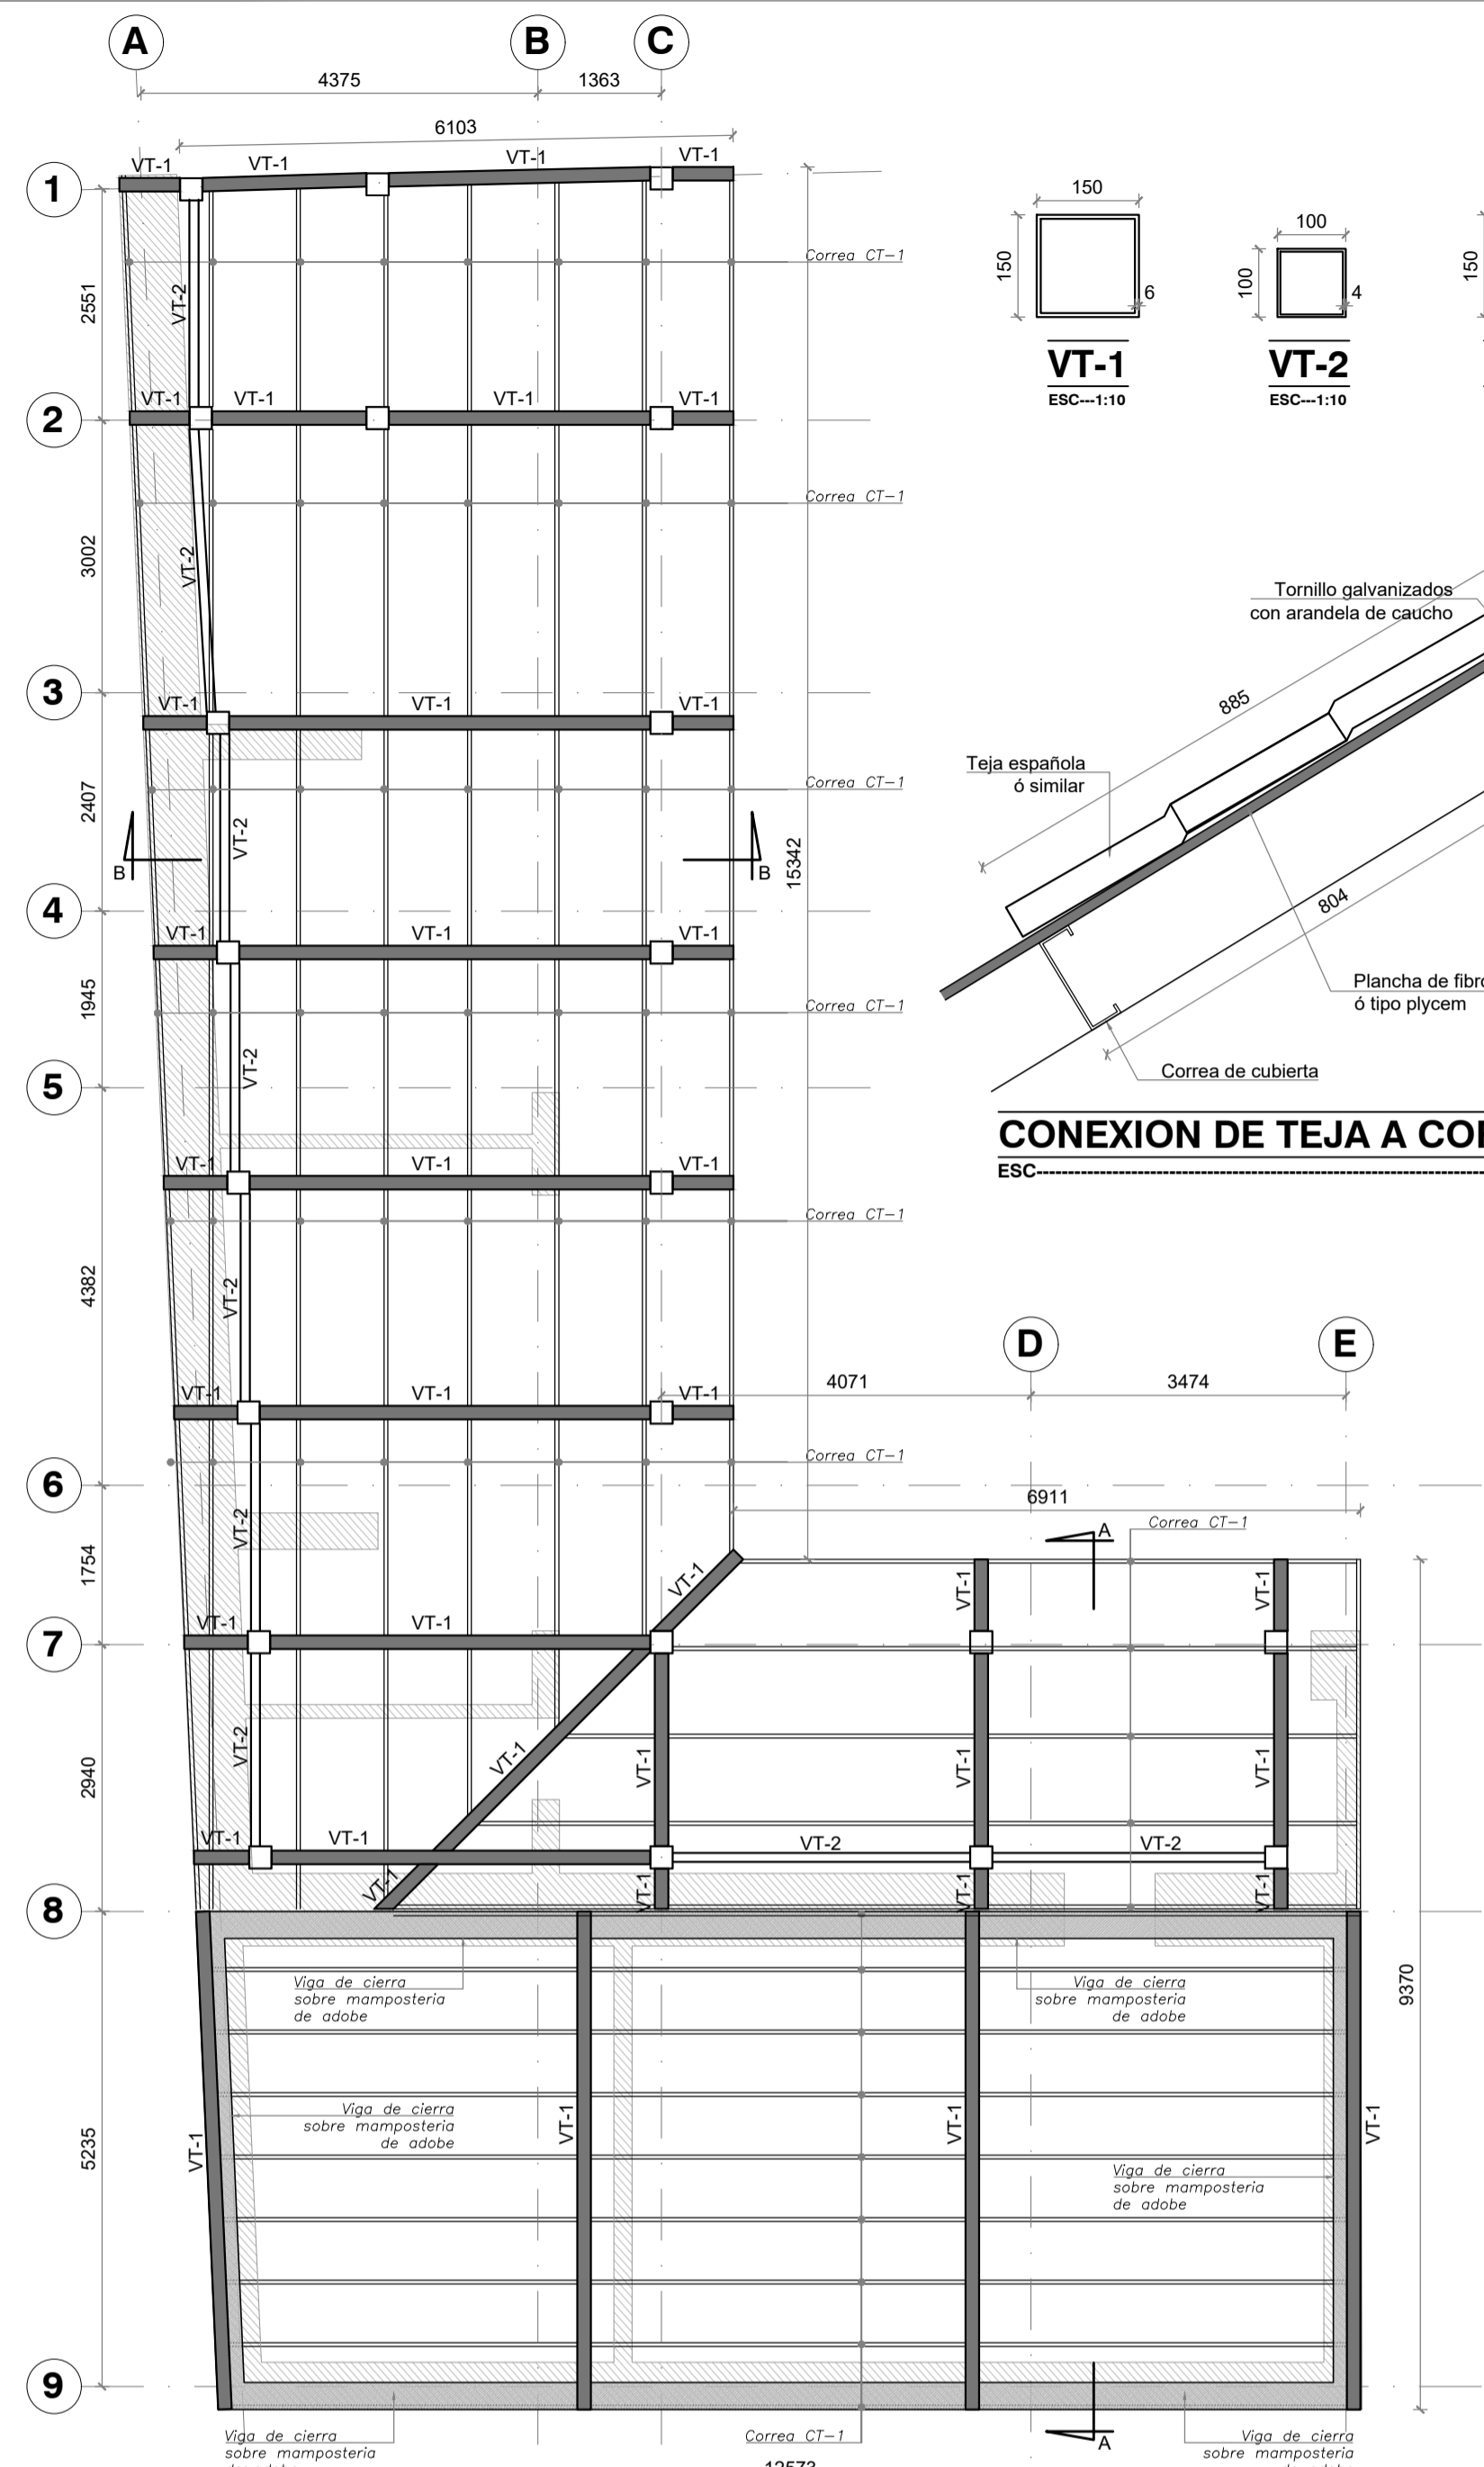 A
B
C
4375
1363
6103
VT-1
VT-1
VT-1
VT-1
1
Correa CT-1
2551
VT-2
150
150
6
VT-1
ESC---1:10
100
100
4
VT-2
ESC---1:10
150
VT-1
VT-1
VT-1
VT-1
2
Correa CT-1
3002
VT-2
Tornillo galvanizados
con arandela de caucho
885
3
VT-1
VT-1
VT-1
Teja española
ó similar
Correa CT-1
2407
VT-2
B
B
15342
804
4
VT-1
VT-1
VT-1
Plancha de fibro
ó tipo plycem
1945
Correa CT-1
VT-2
5
Correa de cubierta
CONEXION DE TEJA A CO
ESC
VT-1
VT-1
VT-1
Correa CT-1
4382
VT-2
D
E
4071
3474
VT-1
VT-1
VT-1
Correa CT-1
6
6911
A
Correa CT-1
VT-2
1754
VT-1
VT-1
VT-1
VT-1
VT-1
7
2940
VT-2
VT-1
VT-1
VT-1
VT-1
VT-1
VT-1
VT-2
VT-2
VT-1
VT-1
VT-1
VT-1
8
Viga de cierra
sobre mamposteria
de adobe
Viga de cierra
sobre mamposteria
de adobe
9370
Viga de cierra
sobre mamposteria
de adobe
5235
VT-1
VT-1
VT-1
VT-1
Viga de cierra
sobre mamposteria
de adobe
9
A
Viga de cierra
sobre mamposteria
Correa CT-1
Viga de cierra
sobre mamposteria
12573